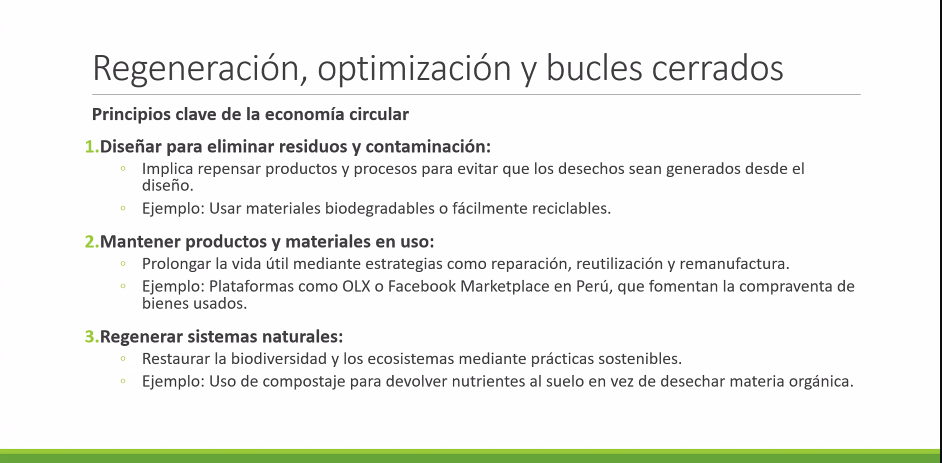 Regeneración, optimización y bucles cerrados
Principios clave de la economía circular
1.Diseñar para eliminar residuos y contaminación:
◦ Implica repensar productos y procesos para evitar que los desechos sean generados desde el
diseño.
◦ Ejemplo: Usar materiales biodegradables o fácilmente reciclables.
2.Mantener productos y materiales en uso:
◦ Prolongar la vida útil mediante estrategias como reparación, reutilización y remanufactura.
◦ Ejemplo: Plataformas como OLX o Facebook Marketplace en Perú, que fomentan la compraventa de
bienes usados.
3.Regenerar sistemas naturales:
◦ Restaurar la biodiversidad y los ecosistemas mediante prácticas sostenibles.
◦ Ejemplo: Uso de compostaje para devolver nutrientes al suelo en vez de desechar materia orgánica.